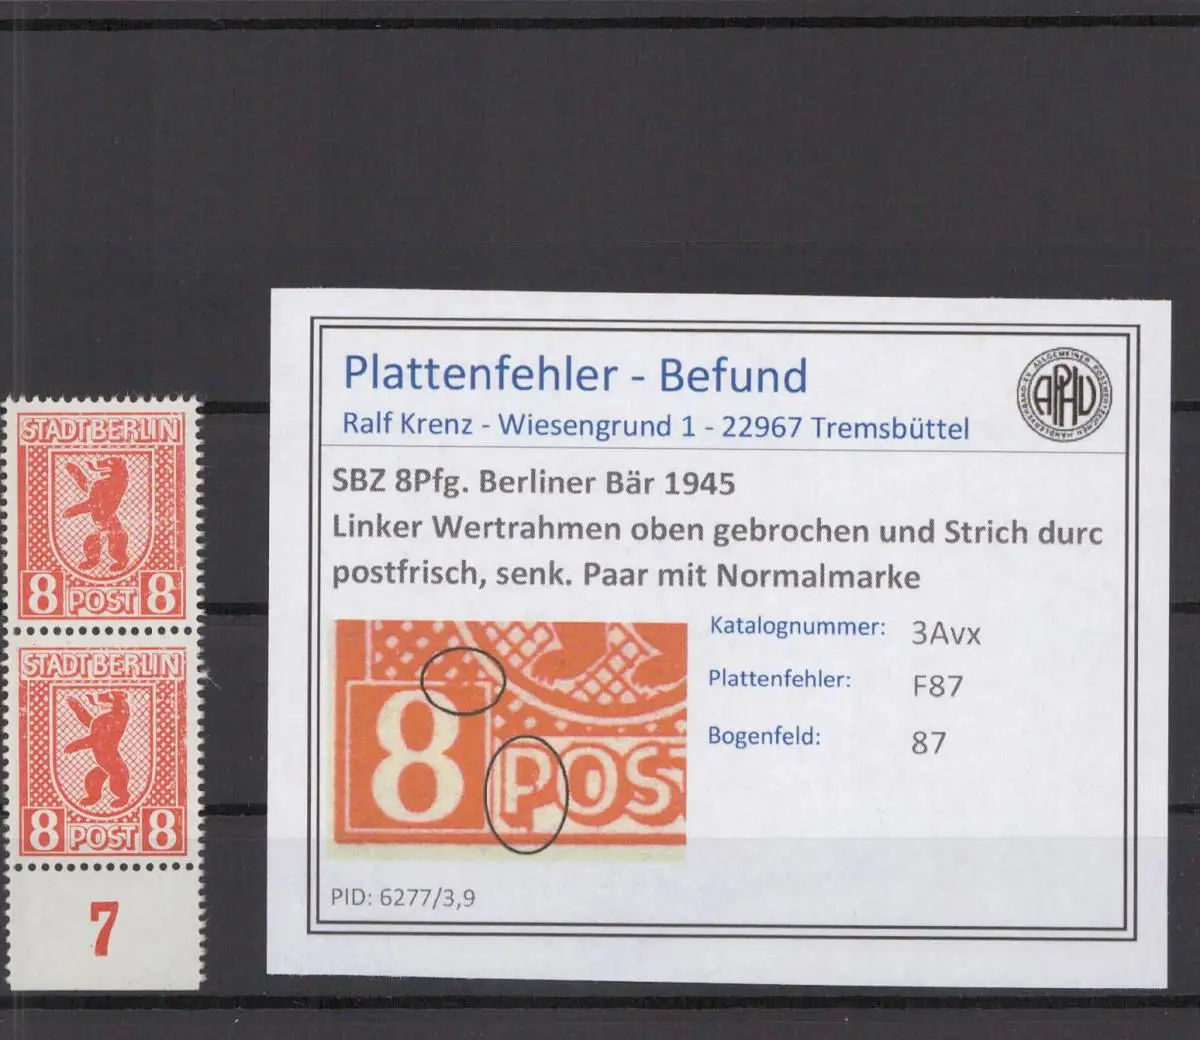 STADT BERLIN
8 POST 8
STADT BERLIN
8 POST 8
7
Plattenfehler - Befund
Ralf Krenz - Wiesengrund 1 - 22967 Tremsbüttel
APHV
SBZ 8Pfg. Berliner Bär 1945
Linker Wertrahmen oben gebrochen und Strich durc
postfrisch, senk. Paar mit Normalmarke
8 POS
Katalognummer: 3Avx
Plattenfehler: F87
Bogenfeld: 87
PID: 6277/3,9